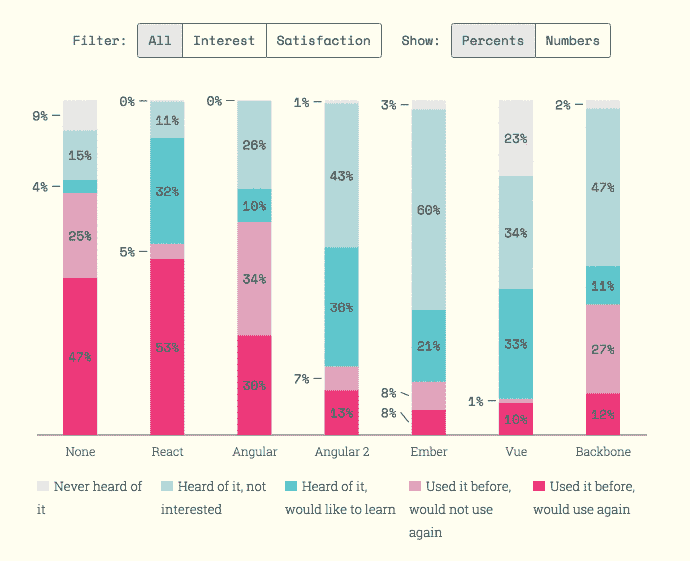 Filter: All Interest Satisfaction Show: Percents Numbers
9% 15% 4% 25% 47%
0% 11% 32% 5% 53%
0% 26% 10% 34% 30%
1% 43% 36% 7% 13%
3% 60% 21% 8% 8%
23% 34% 33% 1% 10%
2% 47% 11% 27% 12%
None React Angular Angular 2 Ember Vue Backbone
Never heard of
it
Heard of it, not
interested
Heard of it,
would like to learn
Used it before,
would not use
again
Used it before,
would use again